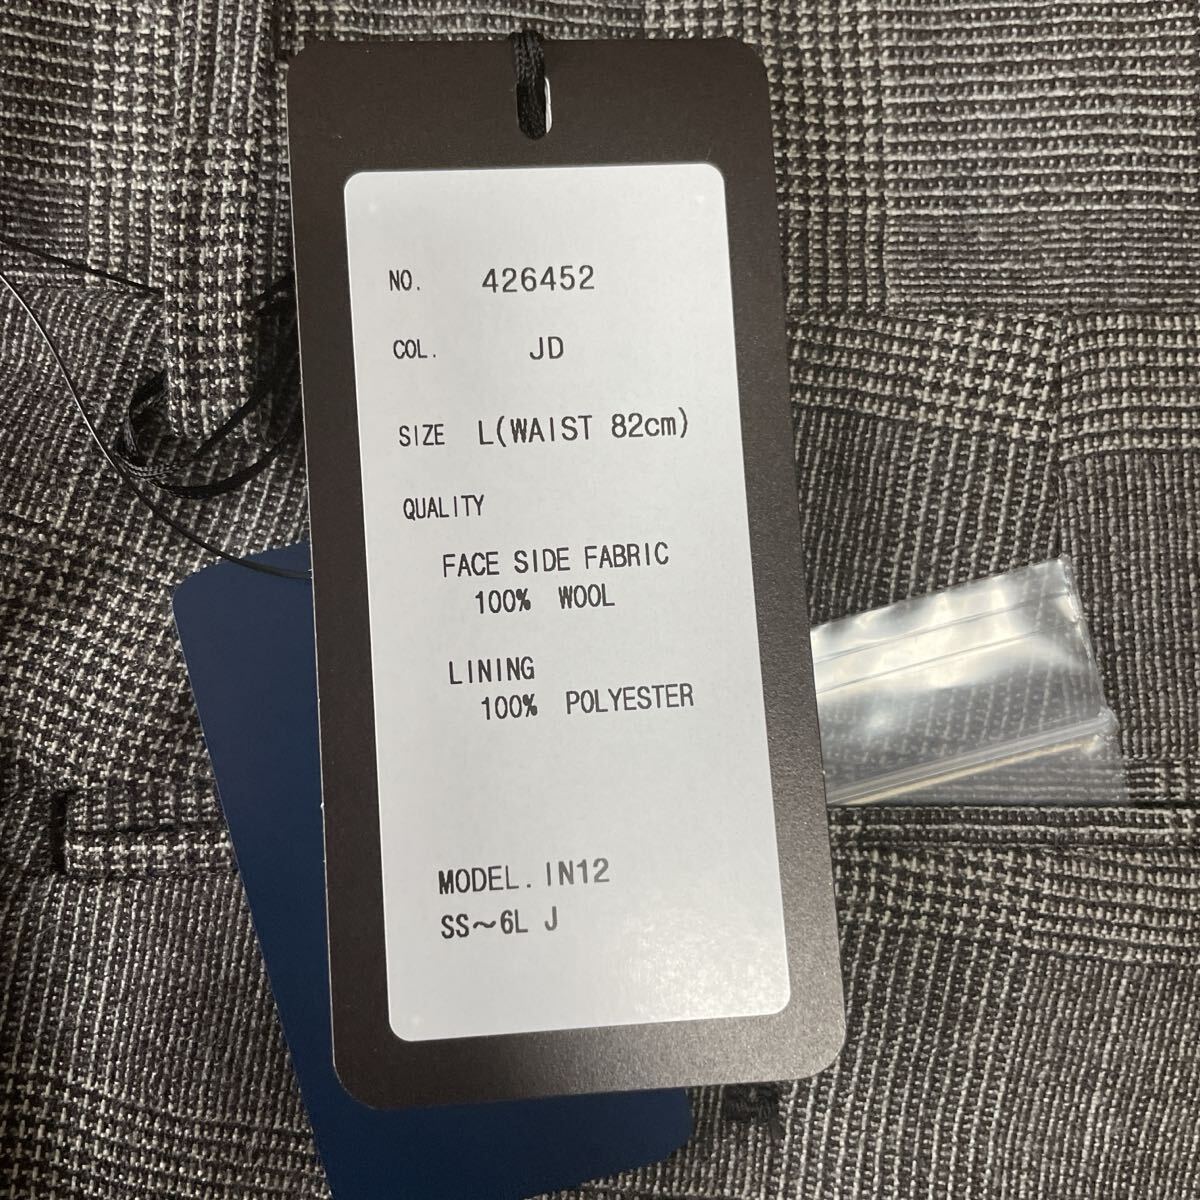 NO. 426452
COL. JD
SIZE L(WAIST 82cm)
QUALITY
FACE SIDE FABRIC
100% WOOL
LINING
100% POLYESTER
MODEL. IN12
SS～6L J